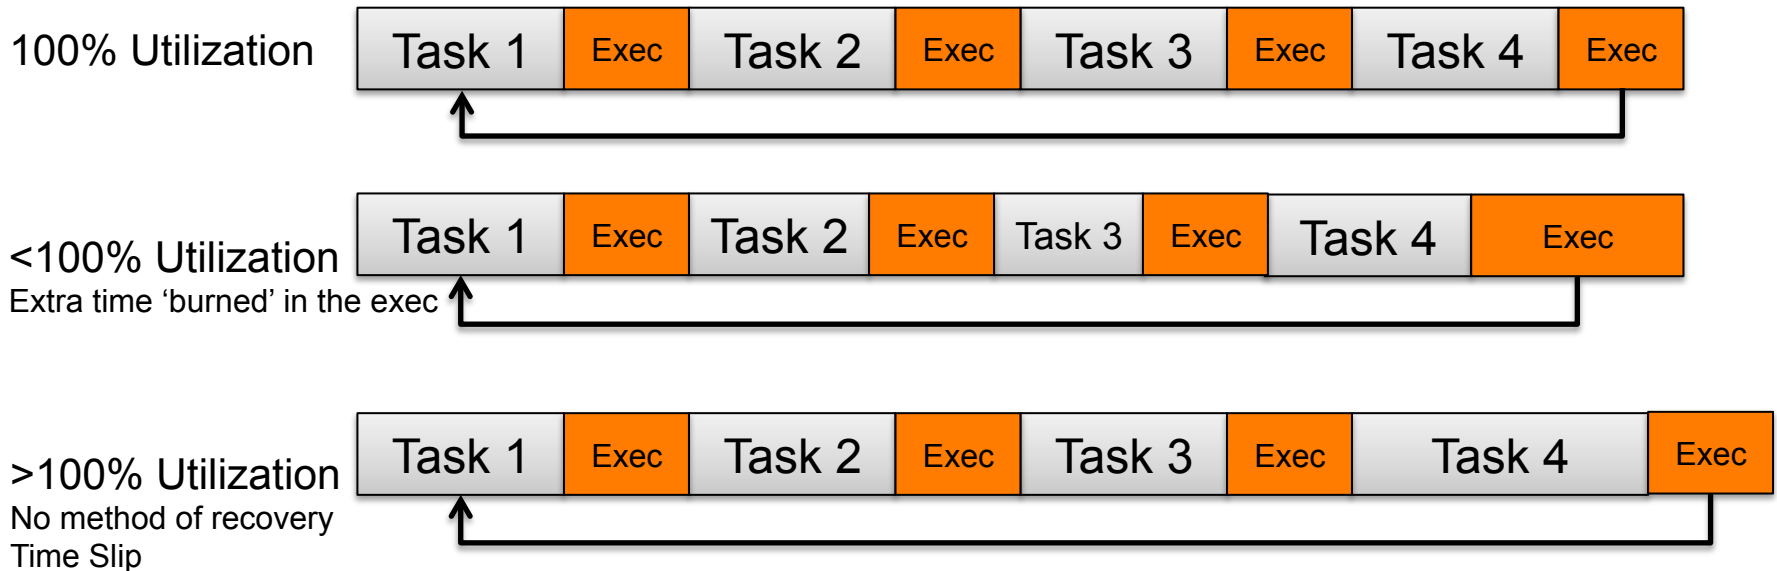 100% Utilization
Task 1 Exec Task 2 Exec Task 3 Exec Task 4 Exec
<100% Utilization
Extra time ‘burned’ in the exec
Task 1 Exec Task 2 Exec Task 3 Exec Task 4 Exec
>100% Utilization
No method of recovery
Time Slip
Task 1 Exec Task 2 Exec Task 3 Exec Task 4 Exec